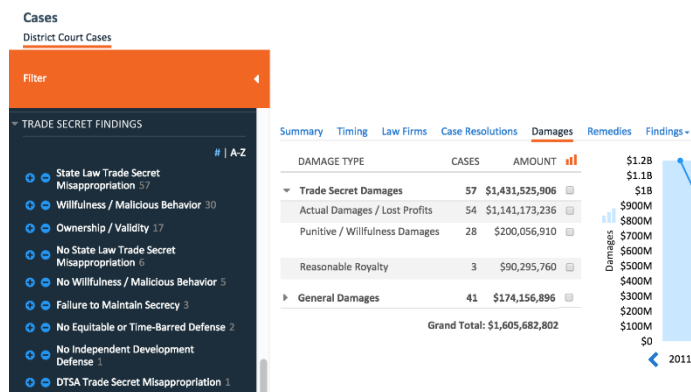 Cases
District Court Cases
Filter
TRADE SECRET FINDINGS
# | A-Z
State Law Trade Secret
Misappropriation 57
Willfulness / Malicious Behavior 30
Ownership / Validity 17
No State Law Trade Secret
Misappropriation 6
No Willfulness / Malicious Behavior 5
Failure to Maintain Secrecy 3
No Equitable or Time-Barred Defense 2
No Independent Development
Defense 1
DTSA Trade Secret Misappropriation 1
Summary Timing Law Firms Case Resolutions Damages Remedies Findings
DAMAGE TYPE CASES AMOUNT
Trade Secret Damages 57 $1,431,525,906
Actual Damages / Lost Profits 54 $1,141,173,236
Punitive / Willfulness Damages 28 $200,056,910
Reasonable Royalty 3 $90,295,760
General Damages 41 $174,156,896
Grand Total: $1,605,682,802
Damages
$1.2B
$1.1B
$1B
$900M
$800M
$700M
$600M
$500M
$400M
$300M
$200M
$100M
$0
2011